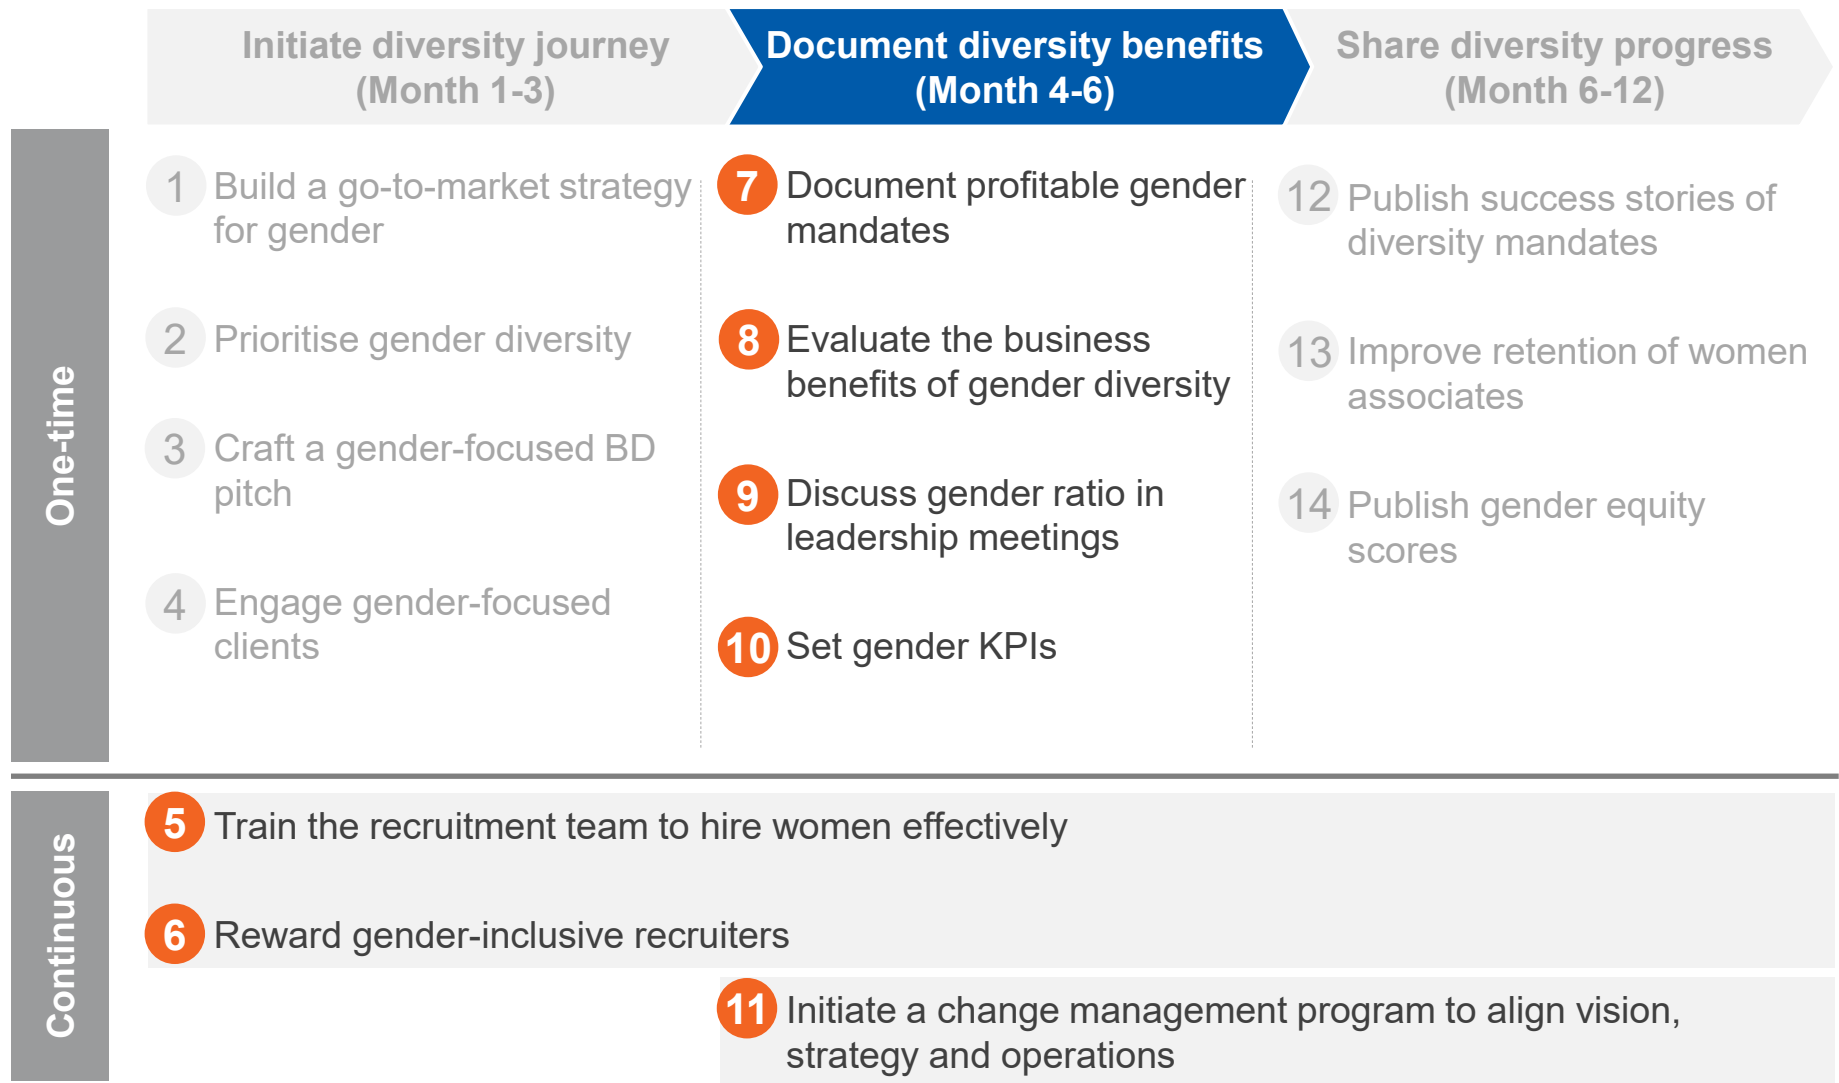 Initiate diversity journey
(Month 1-3)
Document diversity benefits
(Month 4-6)
Share diversity progress
(Month 6-12)
One-time
1 Build a go-to-market strategy
for gender
2 Prioritise gender diversity
3 Craft a gender-focused BD
pitch
4 Engage gender-focused
clients
7 Document profitable gender
mandates
8 Evaluate the business
benefits of gender diversity
9 Discuss gender ratio in
leadership meetings
10 Set gender KPIs
12 Publish success stories of
diversity mandates
13 Improve retention of women
associates
14 Publish gender equity
scores
Continuous
5 Train the recruitment team to hire women effectively
6 Reward gender-inclusive recruiters
11 Initiate a change management program to align vision,
strategy and operations